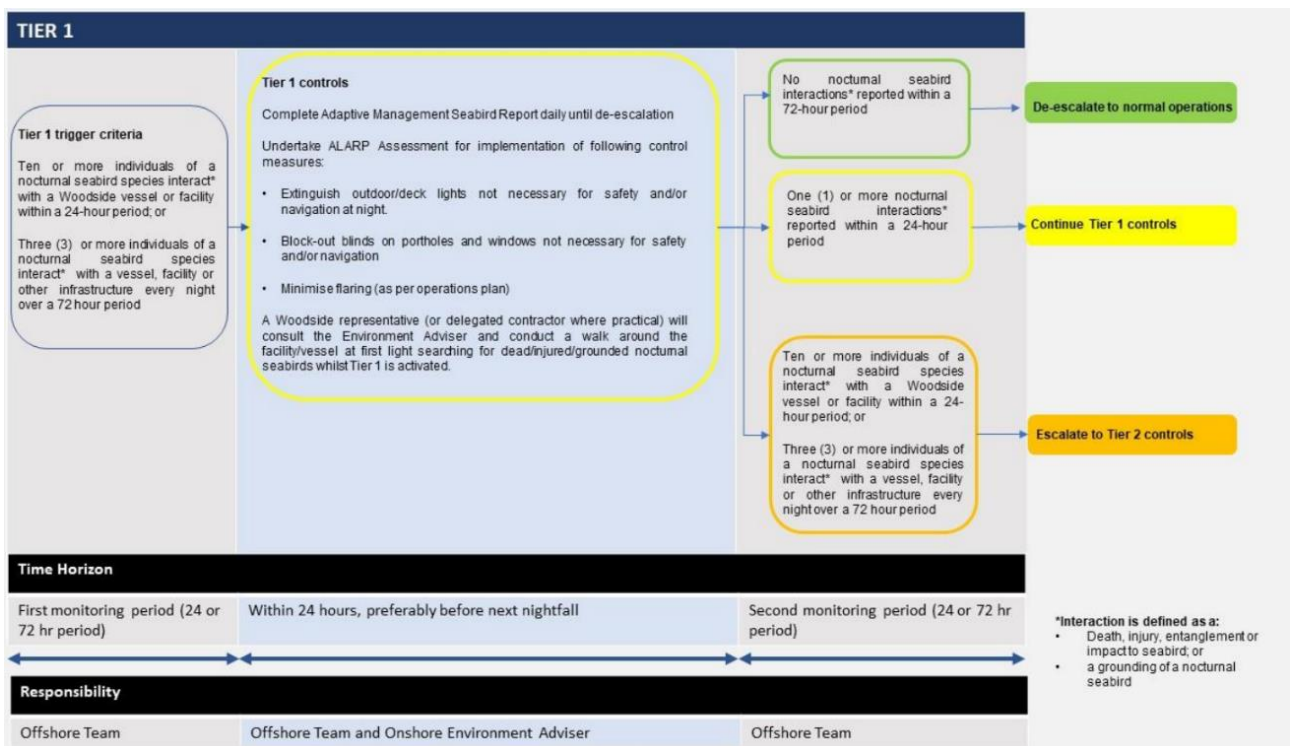 TIER 1
Tier 1 trigger criteria
Ten or more individuals of a
nocturnal seabird species interact*
with a Woodside vessel or facility
within a 24-hour period; or
Three (3) or more individuals of a
nocturnal seabird species
interact* with a vessel, facility or
other infrastructure every night
over a 72 hour period
Tier 1 controls
Complete Adaptive Management Seabird Report daily until de-escalation
Undertake ALARP Assessment for implementation of following control
measures:
• Extinguish outdoor/deck lights not necessary for safety and/or
navigation at night.
• Block-out blinds on portholes and windows not necessary for safety
and/or navigation
• Minimise flaring (as per operations plan)
A Woodside representative (or delegated contractor where practical) will
consult the Environment Adviser and conduct a walk around the
facility/vessel at first light searching for dead/injured/grounded nocturnal
seabirds whilst Tier 1 is activated.
No nocturnal seabird
interactions* reported within a
72-hour period
De-escalate to normal operations
One (1) or more nocturnal
seabird interactions*
reported within a 24-hour
period
Continue Tier 1 controls
Ten or more individuals of a
nocturnal seabird species
interact* with a Woodside
vessel or facility within a 24-
hour period; or
Three (3) or more individuals of
a nocturnal seabird species
interact* with a vessel, facility
or other infrastructure every
night over a 72 hour period
Escalate to Tier 2 controls
Time Horizon
First monitoring period (24 or
72 hr period)
Within 24 hours, preferably before next nightfall
Second monitoring period (24 or 72 hr
period)
*Interaction is defined as a:
• Death, injury, entanglement or
impact to seabird; or
• a grounding of a nocturnal
seabird
Responsibility
Offshore Team
Offshore Team and Onshore Environment Adviser
Offshore Team